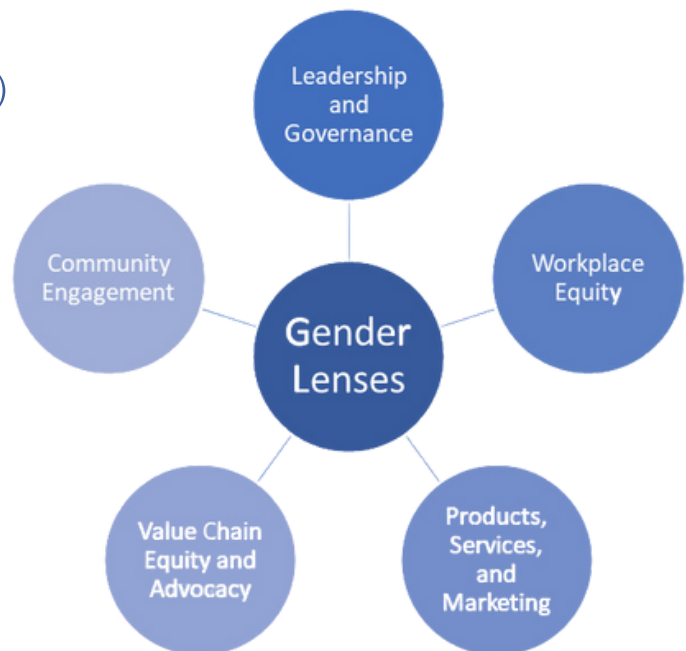 )
Leadership
and
Governance
Community
Engagement
Workplace
Equity
Gender
Lenses
Value Chain
Equity and
Advocacy
Products,
Services,
and
Marketing